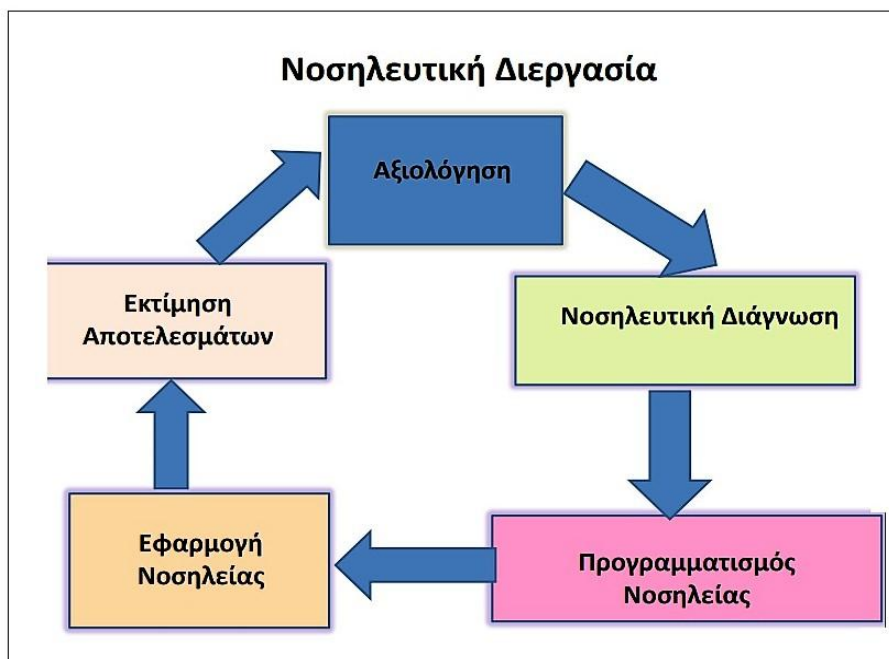 Νοσηλευτική Διεργασία
Αξιολόγηση
Νοσηλευτική Διάγνωση
Προγραμματισμός
Νοσηλείας
Εφαρμογή
Νοσηλείας
Εκτίμηση
Αποτελεσμάτων